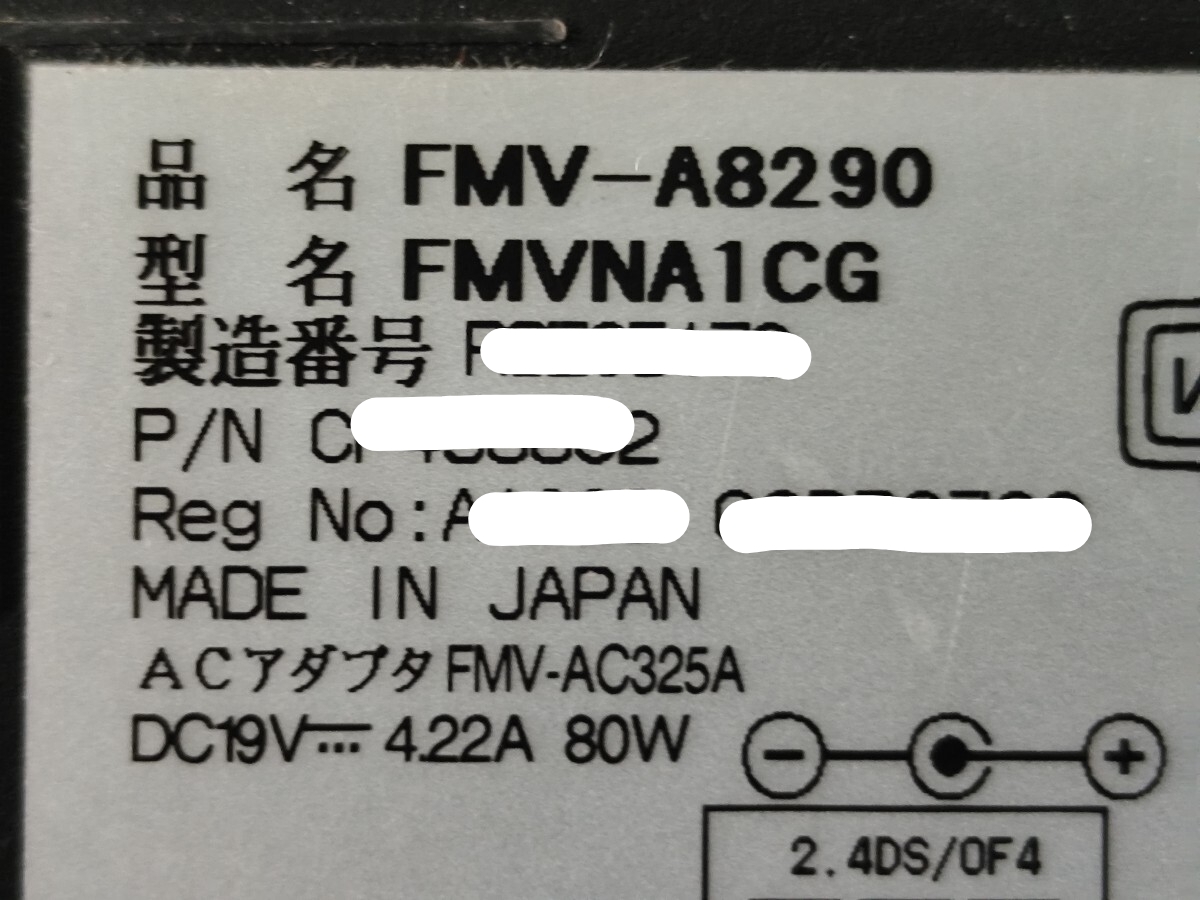 品 名 FMV-A8290
型 名 FMVNA1CG
製造番号
P/N
Reg No:
MADE IN JAPAN
ACアダプタ FMV-AC325A
DC19V⎓ 4.22A 80W
2.4DS/OF4